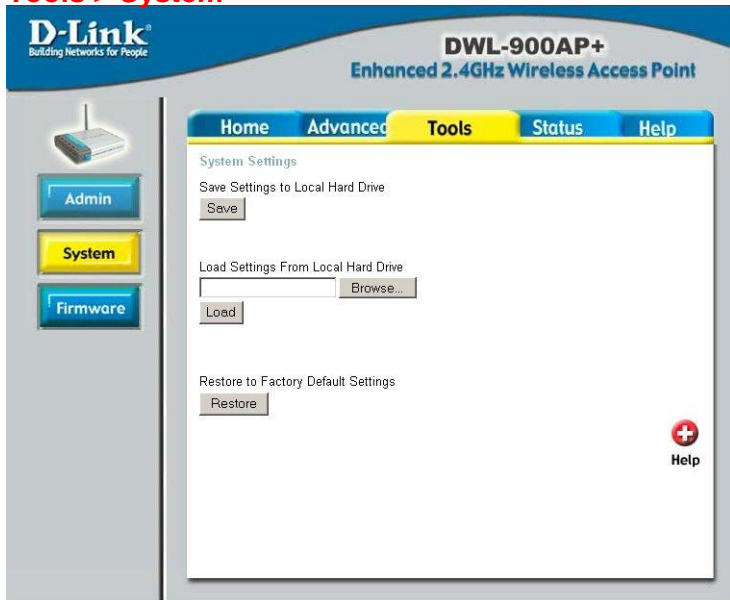 Tools > System
D-Link
Building Networks for People
DWL-900AP+
Enhanced 2.4GHz Wireless Access Point
Home Advanced Tools Status Help
System Settings
Save Settings to Local Hard Drive
Save
Admin
System
Firmware
Load Settings From Local Hard Drive
Browse...
Load
Restore to Factory Default Settings
Restore
Help